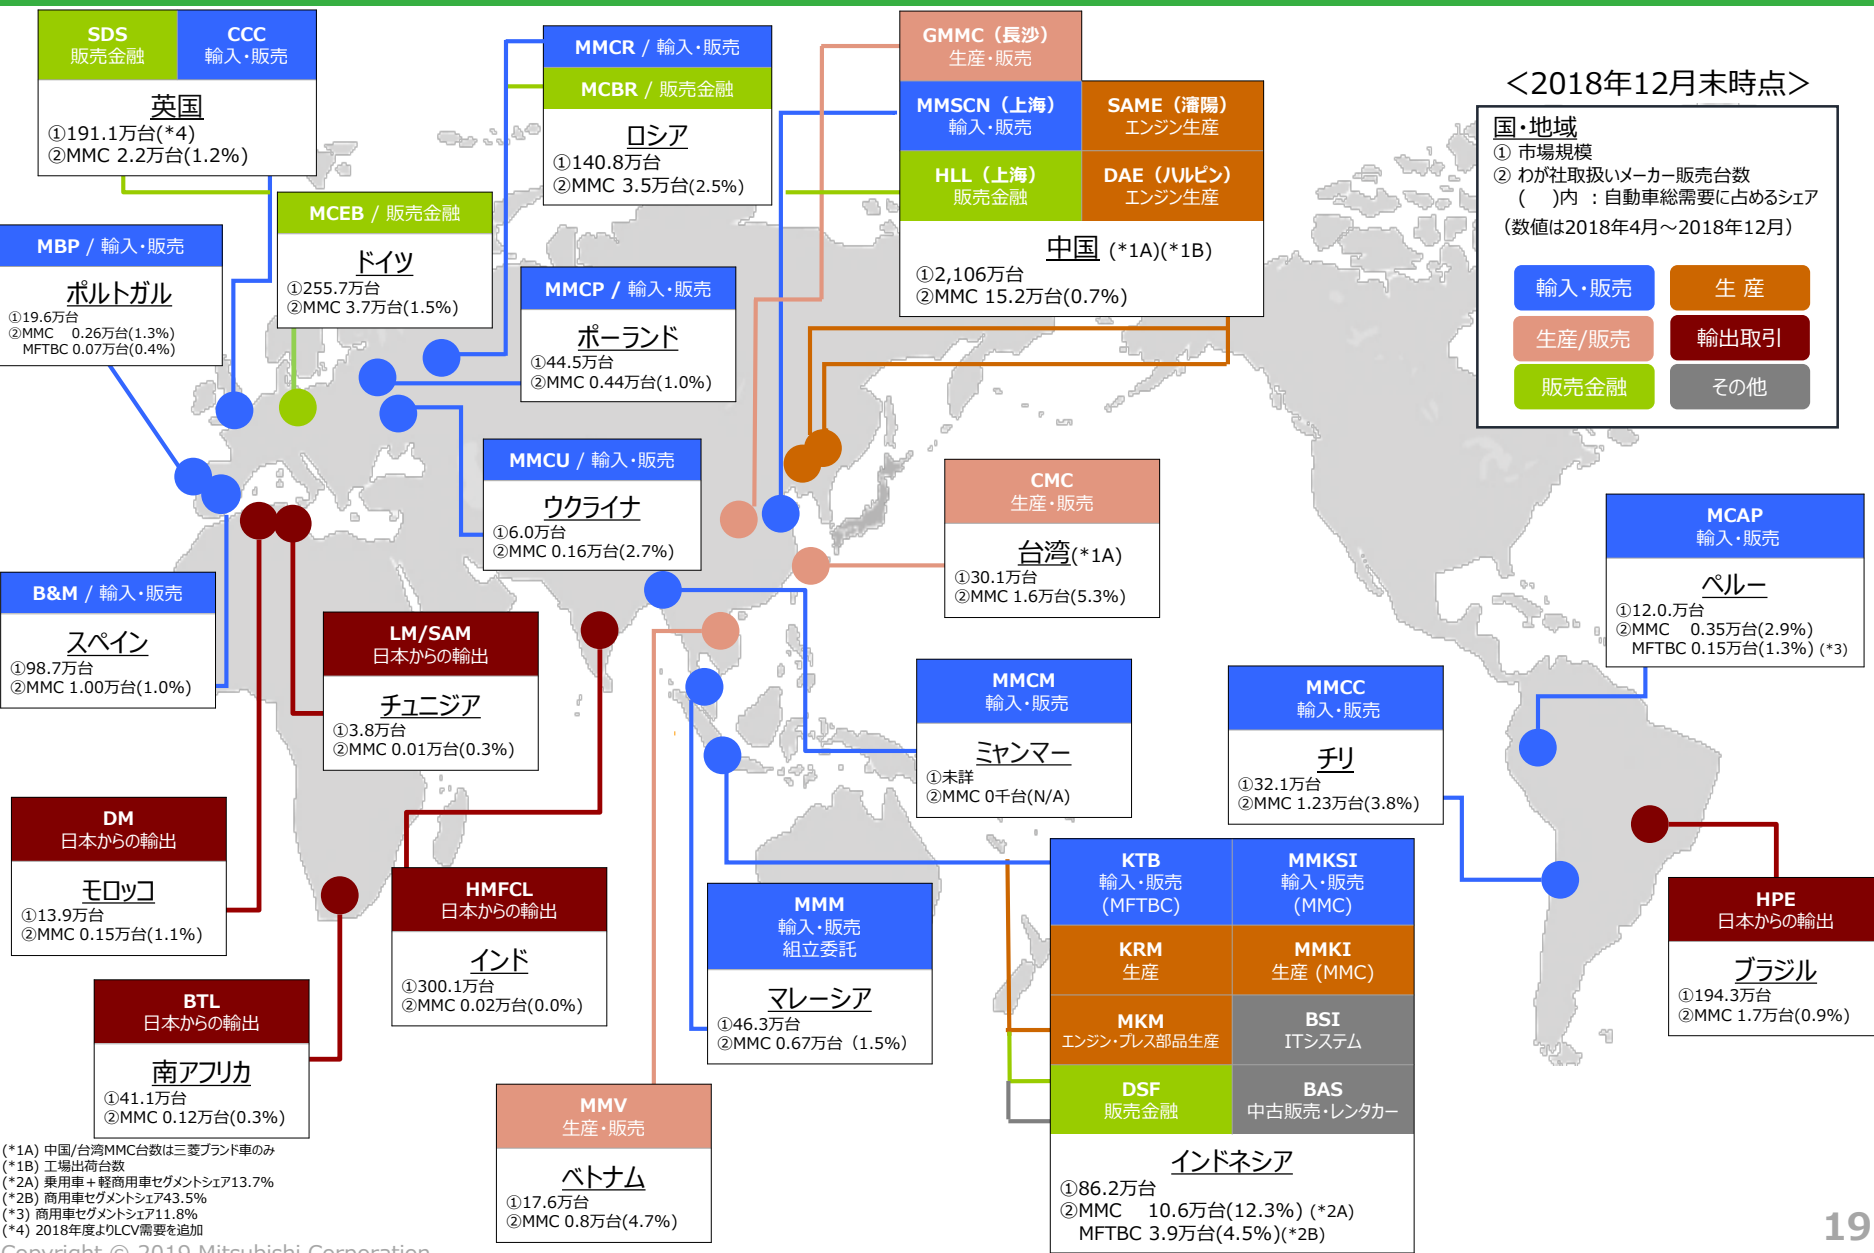 SDS
販売金融
CCC
輸入・販売
英国
①191.1万台(*4)
②MMC 2.2万台(1.2%)
MMCR / 輸入・販売
MCBR / 販売金融
ロシア
①140.8万台
②MMC 3.5万台(2.5%)
GMMC（長沙）
生産・販売
MMSCN（上海）
輸入・販売
SAME（瀋陽）
エンジン生産
HLL（上海）
販売金融
DAE（ハルビン）
エンジン生産
中国 (*1A)(*1B)
①2,106万台
②MMC 15.2万台(0.7%)
＜2018年12月末時点＞
国・地域
① 市場規模
② わが社取扱いメーカー販売台数
(　)内 ：自動車総需要に占めるシェア
（数値は2018年4月～2018年12月）
輸入・販売
生 産
生産/販売
輸出取引
販売金融
その他
MBP / 輸入・販売
ポルトガル
①19.6万台
②MMC 0.26万台(1.3%)
MFTBC 0.07万台(0.4%)
MCEB / 販売金融
ドイツ
①255.7万台
②MMC 3.7万台(1.5%)
MMCP / 輸入・販売
ポーランド
①44.5万台
②MMC 0.44万台(1.0%)
MMCU / 輸入・販売
ウクライナ
①6.0万台
②MMC 0.16万台(2.7%)
CMC
生産・販売
台湾(*1A)
①30.1万台
②MMC 1.6万台(5.3%)
MCAP
輸入・販売
ペルー
①12.0.万台
②MMC 0.35万台(2.9%)
MFTBC 0.15万台(1.3%) (*3)
B&M / 輸入・販売
スペイン
①98.7万台
②MMC 1.00万台(1.0%)
LM/SAM
日本からの輸出
チュニジア
①3.8万台
②MMC 0.01万台(0.3%)
MMCM
輸入・販売
ミャンマー
①未詳
②MMC 0千台(N/A)
MMCC
輸入・販売
チリ
①32.1万台
②MMC 1.23万台(3.8%)
DM
日本からの輸出
モロッコ
①13.9万台
②MMC 0.15万台(1.1%)
HMFCL
日本からの輸出
インド
①300.1万台
②MMC 0.02万台(0.0%)
MMM
輸入・販売
組立委託
マレーシア
①46.3万台
②MMC 0.67万台（1.5%）
KTB
輸入・販売
(MFTBC)
MMKSI
輸入・販売
(MMC)
KRM
生産
MMKI
生産 (MMC)
MKM
エンジン・プレス部品生産
BSI
ITシステム
DSF
販売金融
BAS
中古販売・レンタカー
インドネシア
①86.2万台
②MMC 10.6万台(12.3%) (*2A)
MFTBC 3.9万台(4.5%)(*2B)
HPE
日本からの輸出
ブラジル
①194.3万台
②MMC 1.7万台(0.9%)
BTL
日本からの輸出
南アフリカ
①41.1万台
②MMC 0.12万台(0.3%)
MMV
生産・販売
ベトナム
①17.6万台
②MMC 0.8万台(4.7%)
(*1A) 中国/台湾MMC台数は三菱ブランド車のみ
(*1B) 工場出荷台数
(*2A) 乗用車＋軽商用車セグメントシェア13.7%
(*2B) 商用車セグメントシェア43.5%
(*3) 商用車セグメントシェア11.8%
(*4) 2018年度よりLCV需要を追加
Copyright © 2019 Mitsubishi Corporation
19